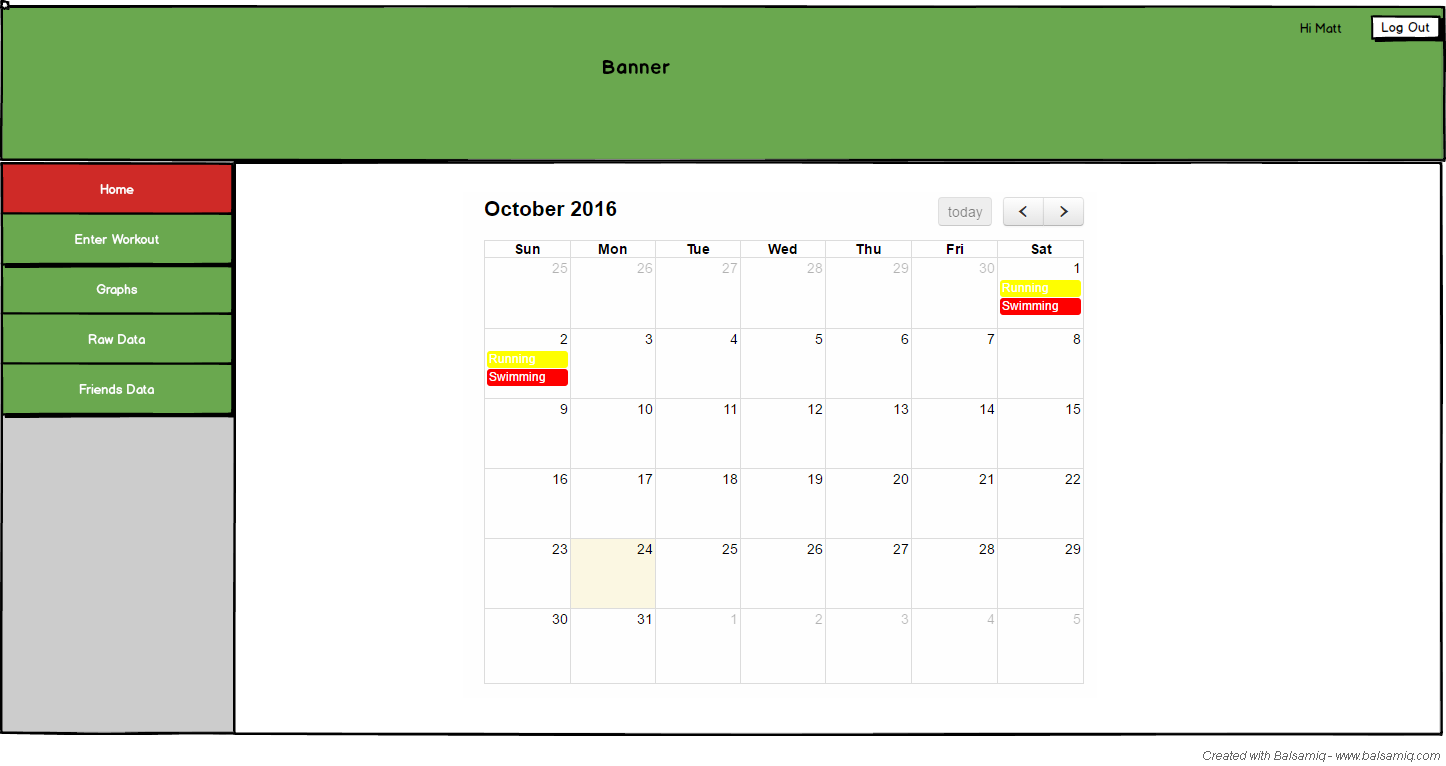 Hi Matt
Log Out
Banner
Home
Enter Workout
Graphs
Raw Data
Friends Data
October 2016
today
Sun Mon Tue Wed Thu Fri Sat
25 26 27 28 29 30 1
Running
Swimming
2 3 4 5 6 7 8
Running
Swimming
9 10 11 12 13 14 15
16 17 18 19 20 21 22
23 24 25 26 27 28 29
30 31 1 2 3 4 5
Created with Balsamiq - www.balsamiq.com